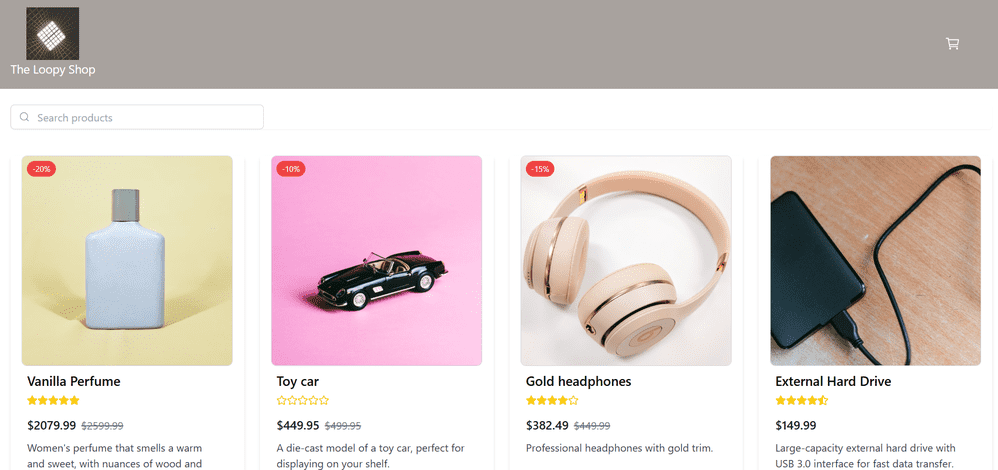 The Loopy Shop
Search products
-20%
-10%
-15%
Vanilla Perfume
$2079.99 $2599.99
Women's perfume that smells a warm
and sweet, with nuances of wood and
Toy car
$449.95 $499.95
A die-cast model of a toy car, perfect for
displaying on your shelf.
Gold headphones
$382.49 $449.99
Professional headphones with gold trim.
External Hard Drive
$149.99
Large-capacity external hard drive with
USB 3.0 interface for fast data transfer.